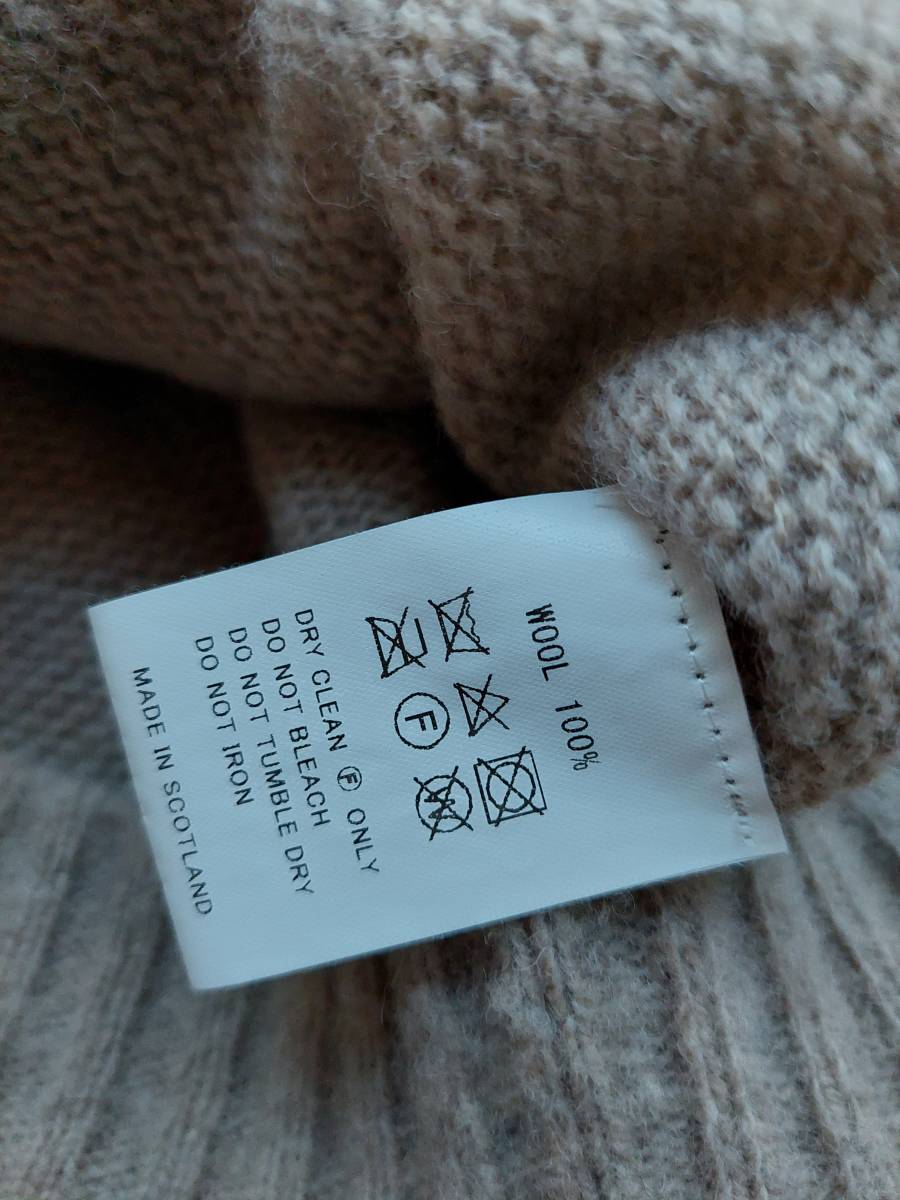 WOOL 100%
F W
DRY CLEAN Ⓕ ONLY
DO NOT BLEACH
DO NOT TUMBLE DRY
DO NOT IRON
MADE IN SCOTLAND